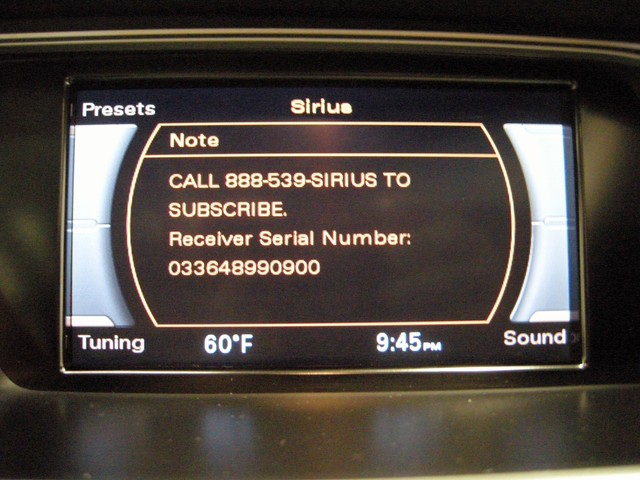 Presets Sirius
Note
CALL 888-539-SIRIUS TO
SUBSCRIBE.
Receiver Serial Number:
033648990900
Tuning 60°F 9:45PM Sound